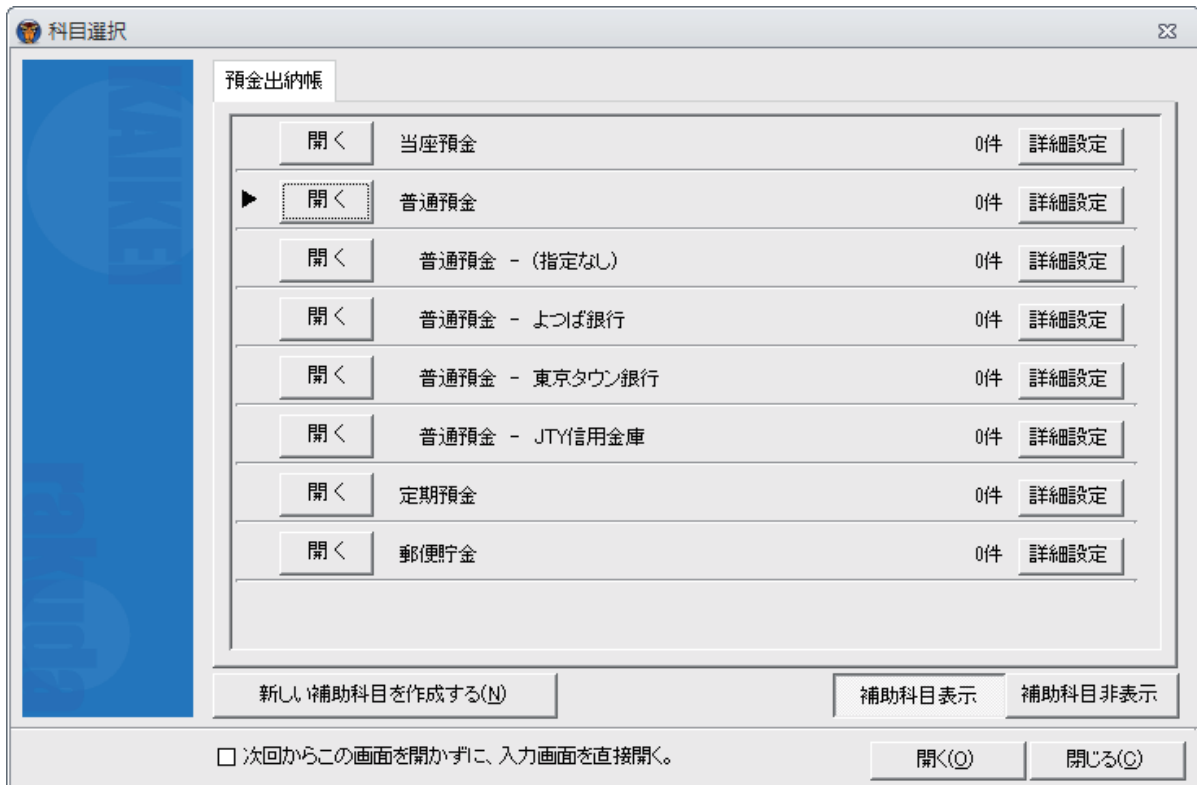 科目選択
KAIKEI
rakuda
預金出納帳
開く 当座預金 0件 詳細設定
▶ 開く 普通預金 0件 詳細設定
開く 普通預金 - (指定なし) 0件 詳細設定
開く 普通預金 - よつば銀行 0件 詳細設定
開く 普通預金 - 東京タウン銀行 0件 詳細設定
開く 普通預金 - JTY信用金庫 0件 詳細設定
開く 定期預金 0件 詳細設定
開く 郵便貯金 0件 詳細設定
新しい補助科目を作成する(N) 補助科目表示 補助科目非表示
次回からこの画面を開かずに、入力画面を直接開く。 開く(O) 閉じる(C)